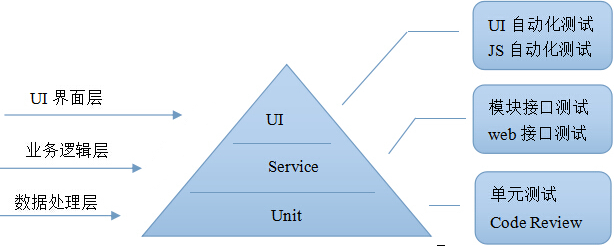 UI 自动化测试
JS 自动化测试
UI 界面层
UI
模块接口测试
web 接口测试
业务逻辑层
Service
数据处理层
Unit
单元测试
Code Review